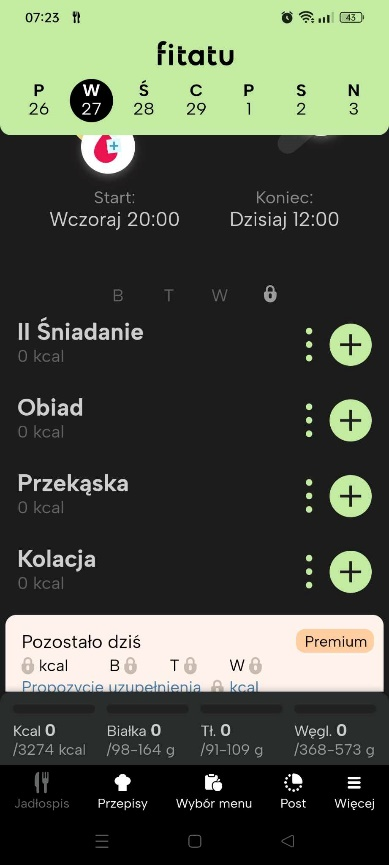 07:23 43
fitatu
P W Ś C P S N
26 27 28 29 1 2 3
Start: Koniec:
Wczoraj 20:00 Dzisiaj 12:00
B T W
II Śniadanie
0 kcal
Obiad
0 kcal
Przekąska
0 kcal
Kolacja
0 kcal
Pozostało dziś Premium
kcal B T W
Propozycje uzupełnienia kcal
Kcal 0 Białka 0 Tł. 0 Węgl. 0
/3274 kcal /98-164 g /91-109 g /368-573 g
Jadłospis Przepisy Wybór menu Post Więcej